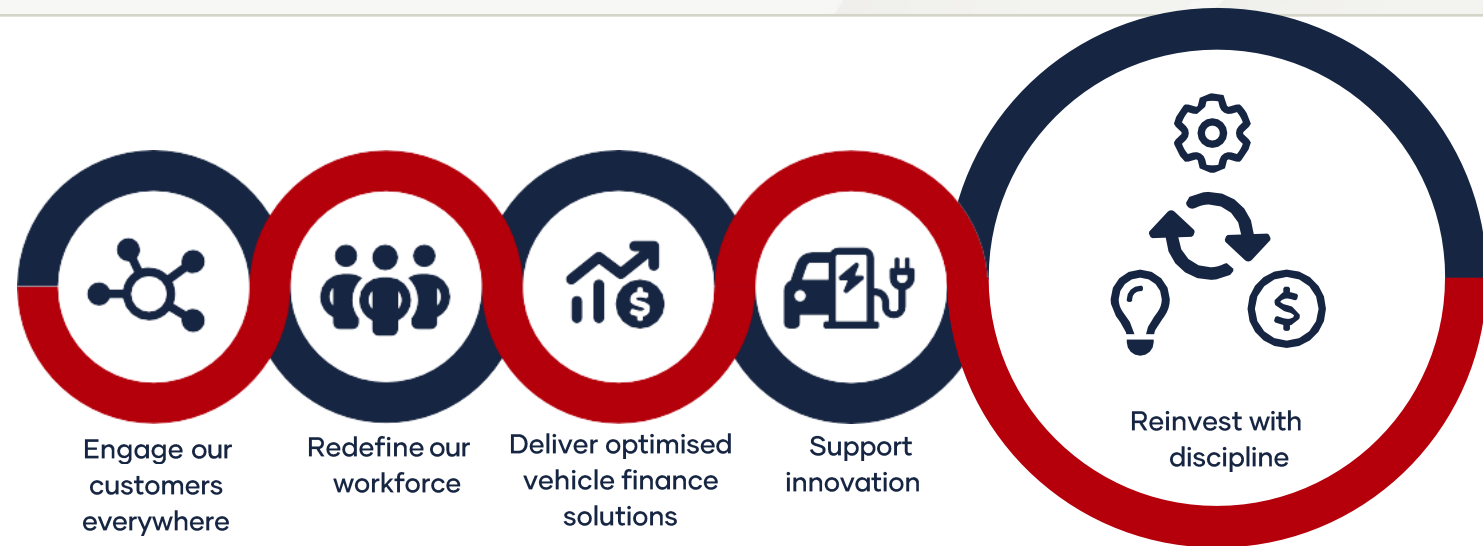 Engage our
customers
everywhere
Redefine our
workforce
Deliver optimised
vehicle finance
solutions
Support
innovation
$
$
Reinvest with
discipline